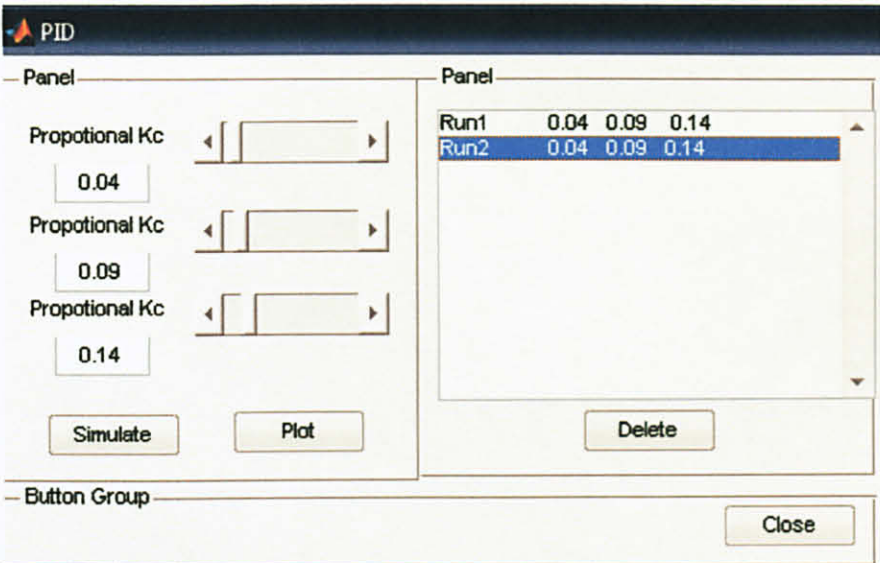 PID
Panel
Propotional Kc
0.04
Propotional Kc
0.09
Propotional Kc
0.14
Simulate
Plot
Panel
Run1 0.04 0.09 0.14
Run2 0.04 0.09 0.14
Delete
Button Group
Close